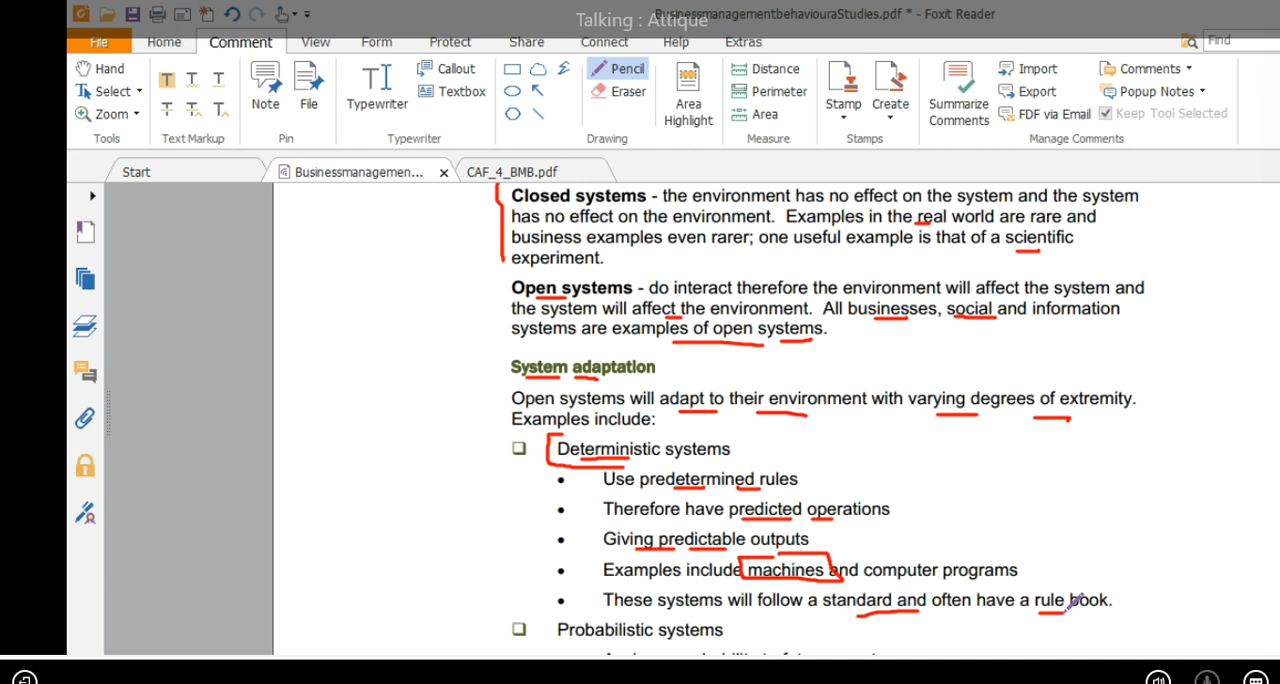 Talking : Attique
BusinessmanagementbehaviouraStudies.pdf * - Foxit Reader
File Home Comment View Form Protect Share Connect Help Extras Find
Hand
Select
Zoom
Tools
T T T
T T T
Text Markup
Note File
Pin
Typewriter
Callout
Textbox
Typewriter
Pencil
Eraser
Area
Highlight
Drawing
Distance
Perimeter
Area
Measure
Stamp Create
Stamps
Summarize
Comments
Import
Export
FDF via Email
Comments
Popup Notes
Keep Tool Selected
Manage Comments
Start Businessmanagemen... × CAF_4_BMB.pdf
Closed systems - the environment has no effect on the system and the system
has no effect on the environment. Examples in the real world are rare and
business examples even rarer; one useful example is that of a scientific
experiment.
Open systems - do interact therefore the environment will affect the system and
the system will affect the environment. All businesses, social and information
systems are examples of open systems.
System adaptation
Open systems will adapt to their environment with varying degrees of extremity.
Examples include:
Deterministic systems
• Use predetermined rules
• Therefore have predicted operations
• Giving predictable outputs
• Examples include machines and computer programs
• These systems will follow a standard and often have a rule book.
Probabilistic systems